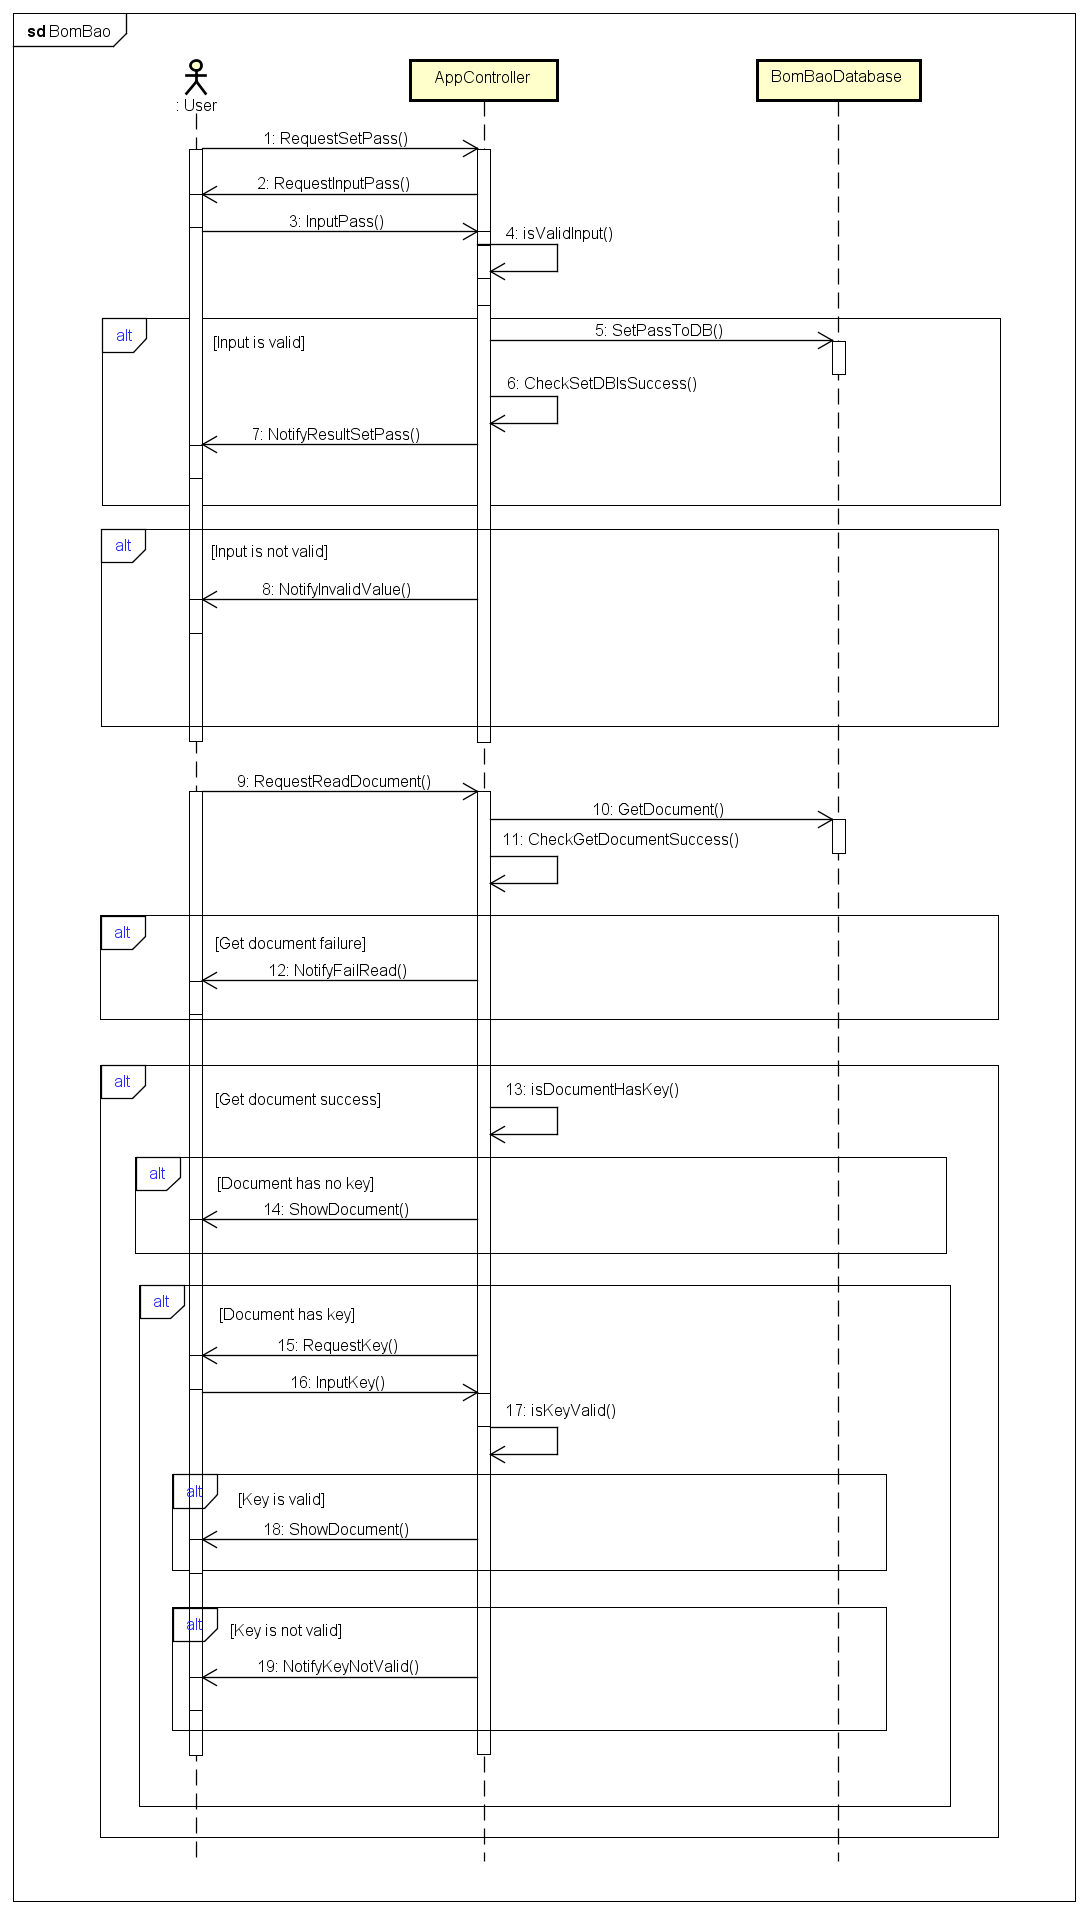 sd BomBao
: User
AppController
BomBaoDatabase
1: RequestSetPass()
2: RequestInputPass()
3: InputPass()
4: isValidInput()
alt
[Input is valid]
5: SetPassToDB()
6: CheckSetDBIsSuccess()
7: NotifyResultSetPass()
alt
[Input is not valid]
8: NotifyInvalidValue()
9: RequestReadDocument()
10: GetDocument()
11: CheckGetDocumentSuccess()
alt
[Get document failure]
12: NotifyFailRead()
alt
[Get document success]
13: isDocumentHasKey()
alt
[Document has no key]
14: ShowDocument()
alt
[Document has key]
15: RequestKey()
16: InputKey()
17: isKeyValid()
alt
[Key is valid]
18: ShowDocument()
alt
[Key is not valid]
19: NotifyKeyNotValid()